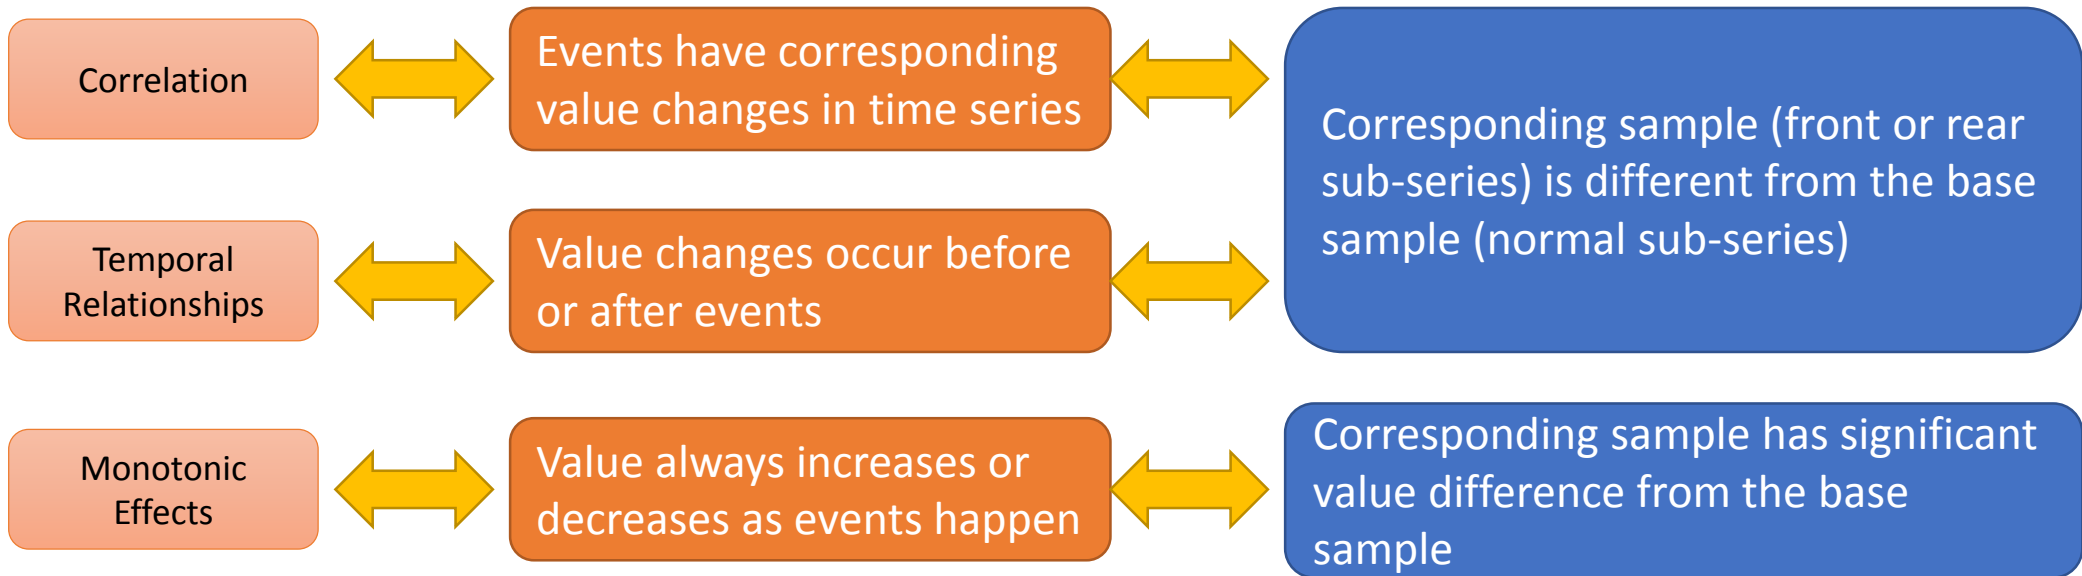 Correlation
Events have corresponding
value changes in time series
Corresponding sample (front or rear
sub-series) is different from the base
sample (normal sub-series)
Temporal
Relationships
Value changes occur before
or after events
Monotonic
Effects
Value always increases or
decreases as events happen
Corresponding sample has significant
value difference from the base
sample